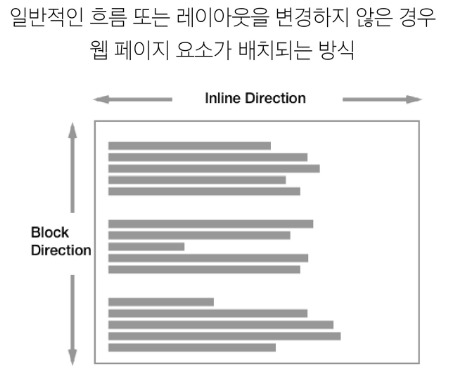 일반적인 흐름 또는 레이아웃을 변경하지 않은 경우
웹 페이지 요소가 배치되는 방식
Inline Direction
Block
Direction